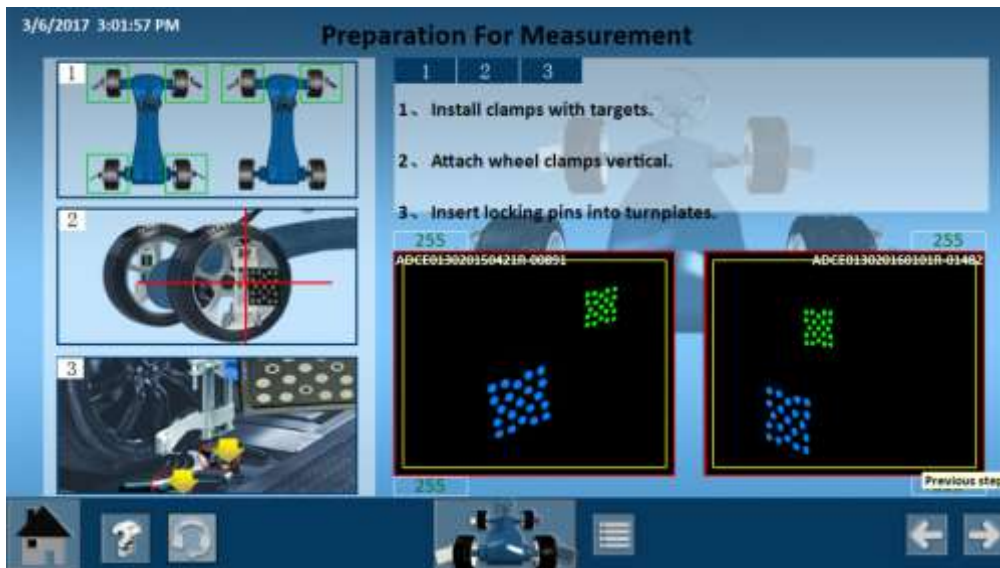 3/6/2017 3:01:57 PM
Preparation For Measurement
1
1 2 3
1、 Install clamps with targets.
2、 Attach wheel clamps vertical.
3、 Insert locking pins into turnplates.
2
255
255
ADCE013020150421R-00891
ADCE013020160101R-01482
3
255
Previous step